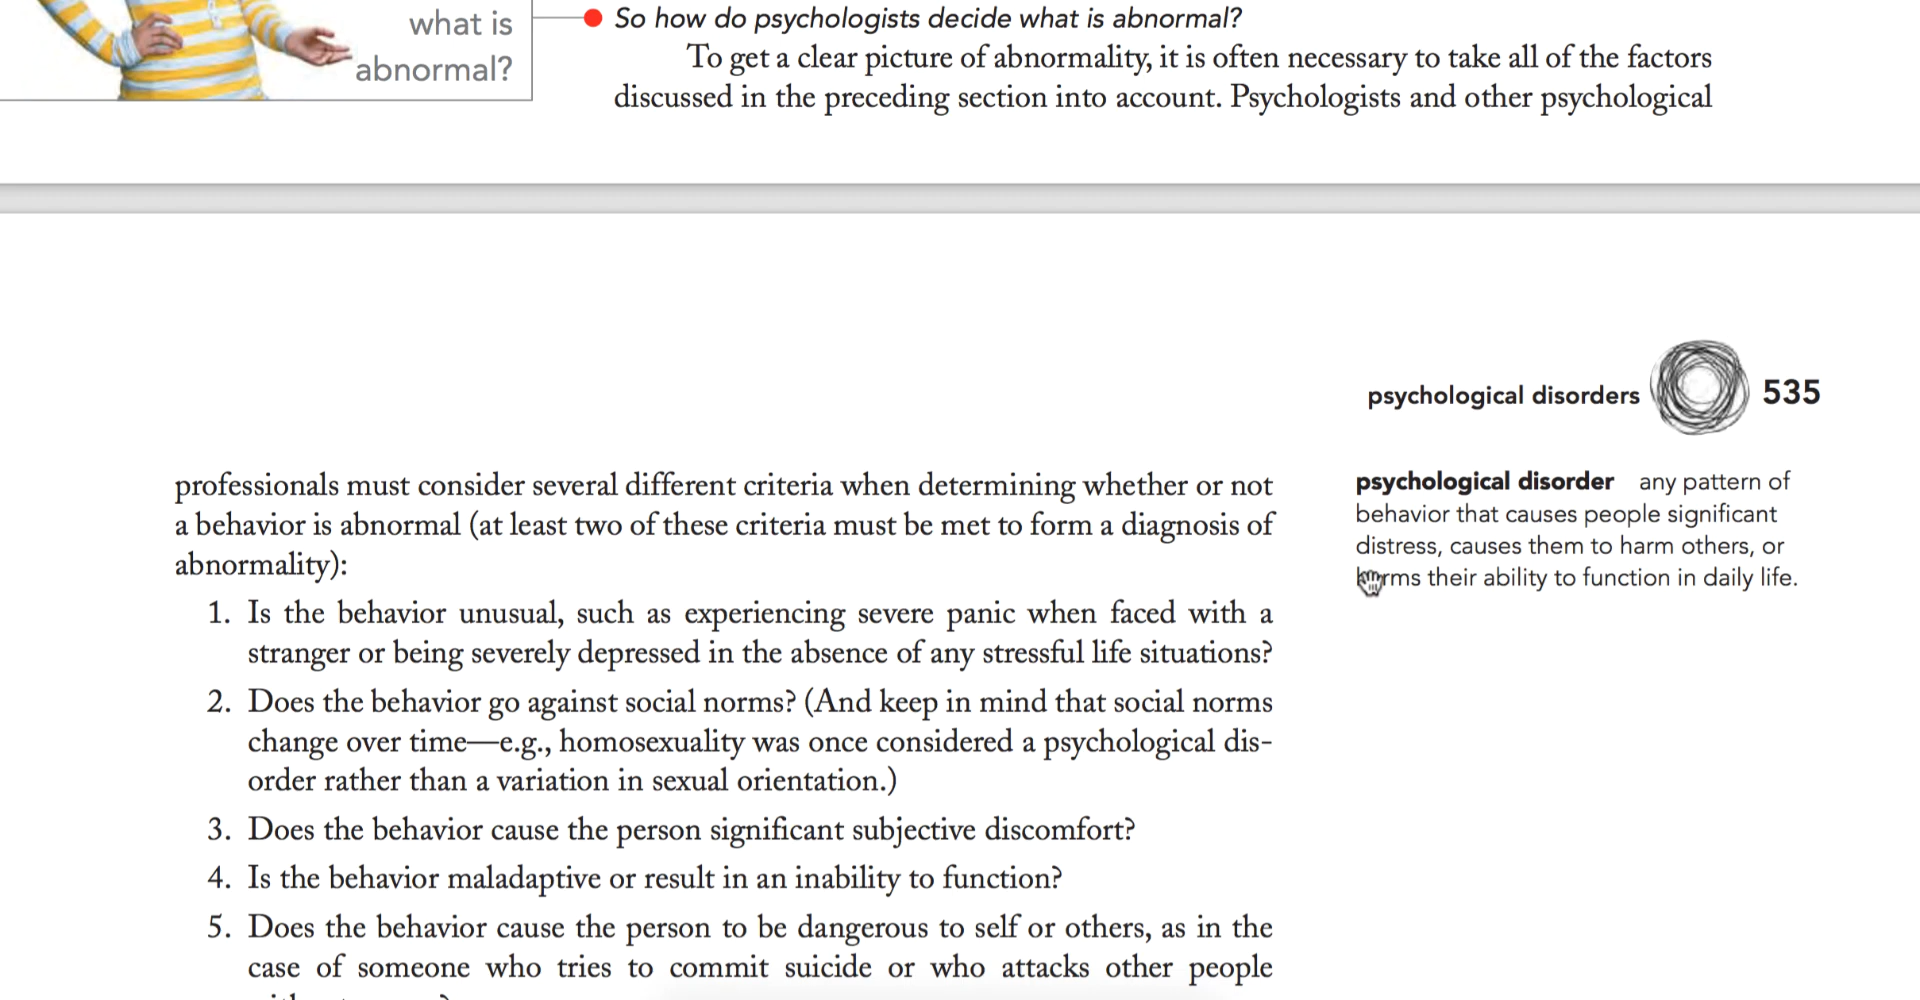 what is
abnormal?
So how do psychologists decide what is abnormal?
To get a clear picture of abnormality, it is often necessary to take all of the factors
discussed in the preceding section into account. Psychologists and other psychological
psychological disorders 535
professionals must consider several different criteria when determining whether or not
a behavior is abnormal (at least two of these criteria must be met to form a diagnosis of
abnormality):
1. Is the behavior unusual, such as experiencing severe panic when faced with a
stranger or being severely depressed in the absence of any stressful life situations?
2. Does the behavior go against social norms? (And keep in mind that social norms
change over time—e.g., homosexuality was once considered a psychological dis-
order rather than a variation in sexual orientation.)
3. Does the behavior cause the person significant subjective discomfort?
4. Is the behavior maladaptive or result in an inability to function?
5. Does the behavior cause the person to be dangerous to self or others, as in the
case of someone who tries to commit suicide or who attacks other people
psychological disorder any pattern of
behavior that causes people significant
distress, causes them to harm others, or
harms their ability to function in daily life.